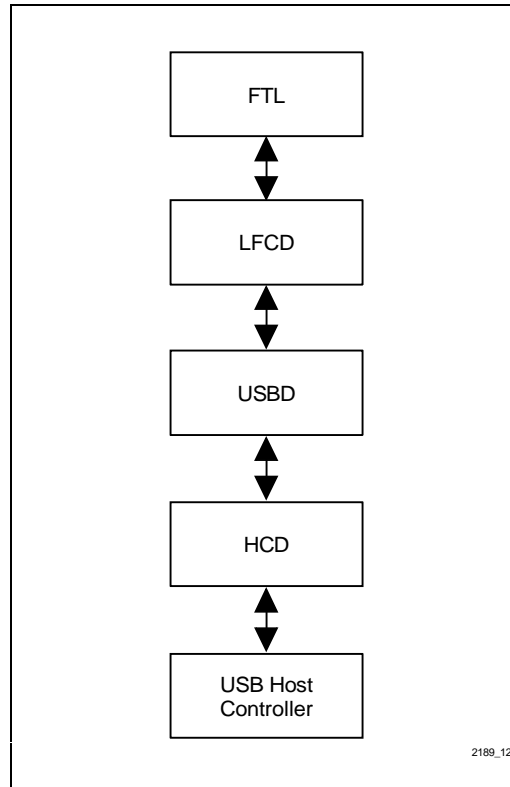 FTL
LFCD
USBD
HCD
USB Host
Controller
2189_12